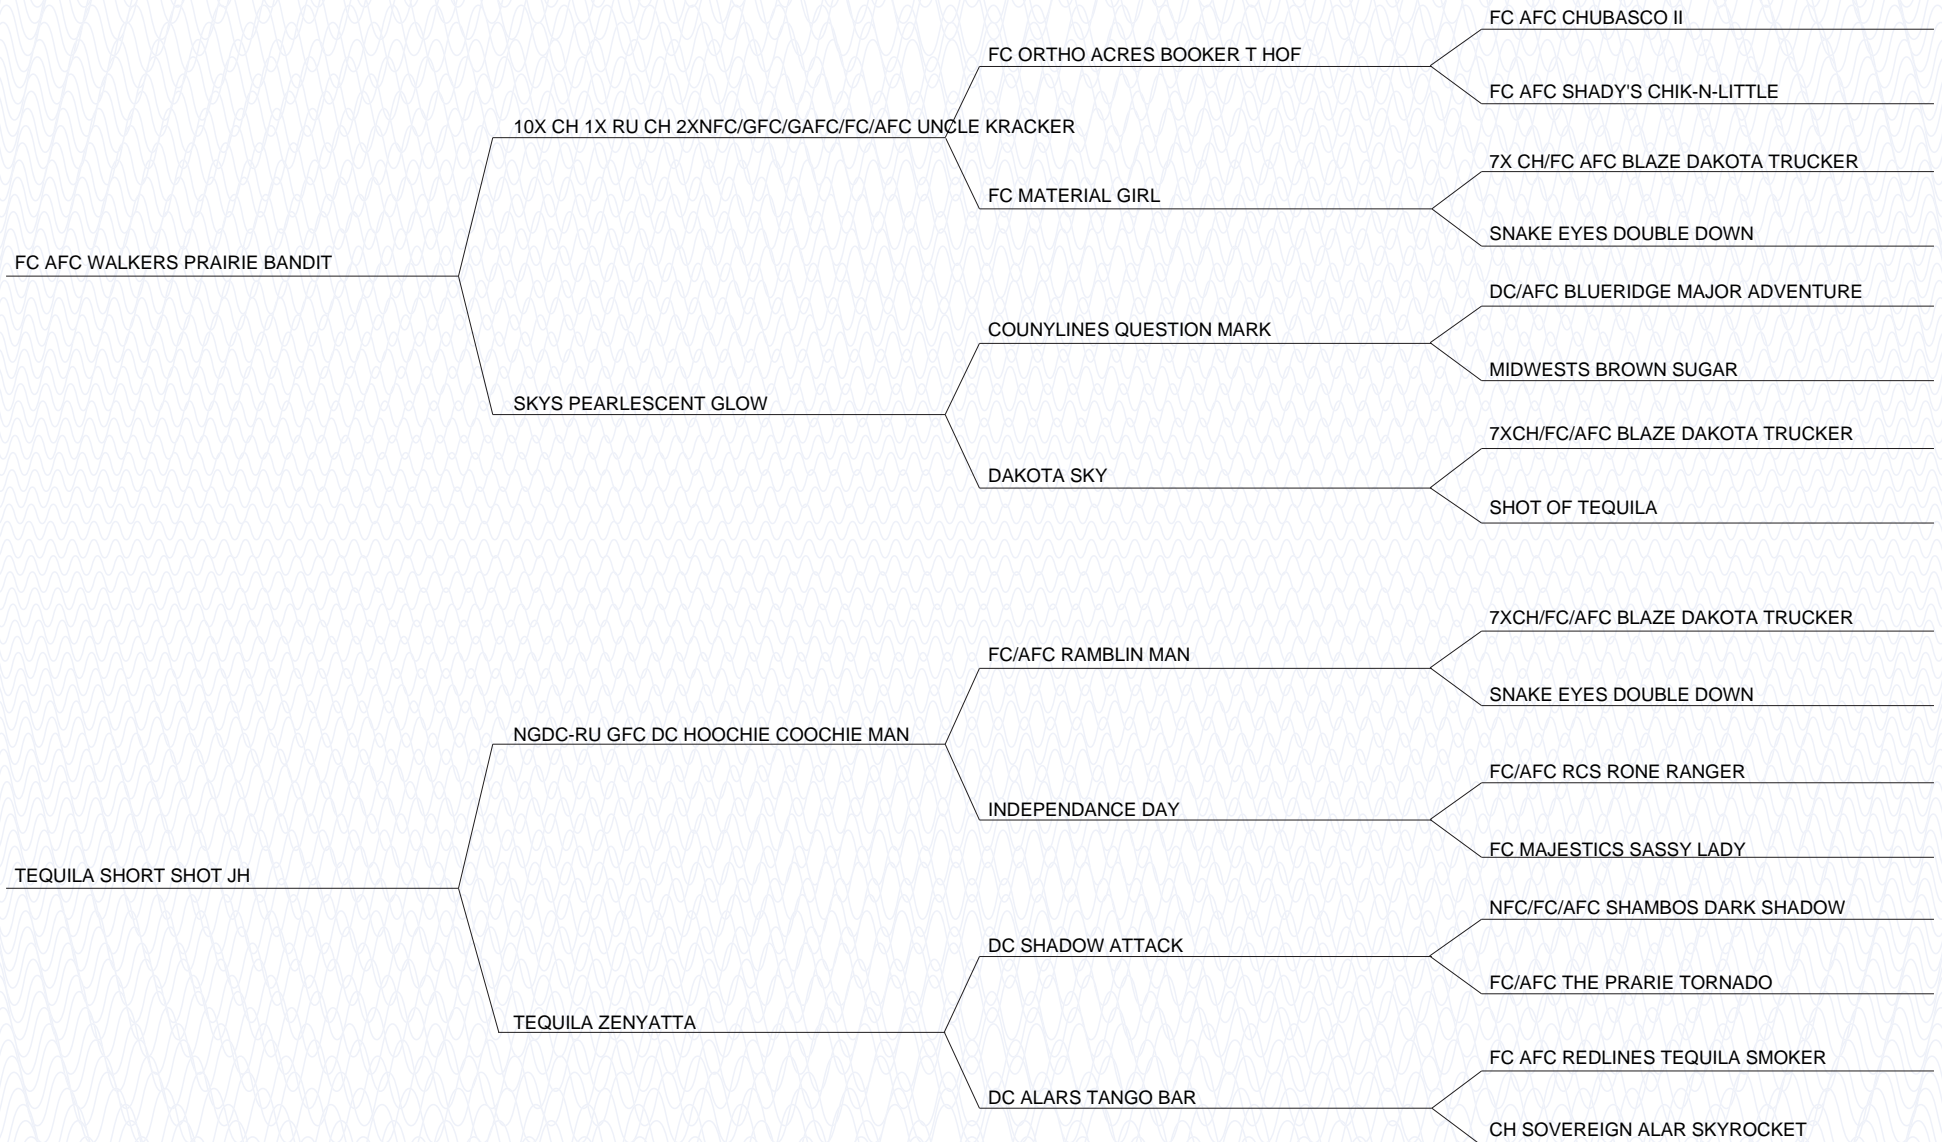 FC AFC CHUBASCO II
FC ORTHO ACRES BOOKER T HOF
FC AFC SHADY'S CHIK-N-LITTLE
10X CH 1X RU CH 2XNFC/GFC/GAFC/FC/AFC UNCLE KRACKER
7X CH/FC AFC BLAZE DAKOTA TRUCKER
FC MATERIAL GIRL
SNAKE EYES DOUBLE DOWN
FC AFC WALKERS PRAIRIE BANDIT
DC/AFC BLUERIDGE MAJOR ADVENTURE
COUNYLINES QUESTION MARK
MIDWESTS BROWN SUGAR
SKYS PEARLESCENT GLOW
7XCH/FC/AFC BLAZE DAKOTA TRUCKER
DAKOTA SKY
SHOT OF TEQUILA
7XCH/FC/AFC BLAZE DAKOTA TRUCKER
FC/AFC RAMBLIN MAN
SNAKE EYES DOUBLE DOWN
NGDC-RU GFC DC HOOCHIE COOCHIE MAN
FC/AFC RCS RONE RANGER
INDEPENDANCE DAY
FC MAJESTICS SASSY LADY
TEQUILA SHORT SHOT JH
NFC/FC/AFC SHAMBOS DARK SHADOW
DC SHADOW ATTACK
FC/AFC THE PRARIE TORNADO
TEQUILA ZENYATTA
FC AFC REDLINES TEQUILA SMOKER
DC ALARS TANGO BAR
CH SOVEREIGN ALAR SKYROCKET